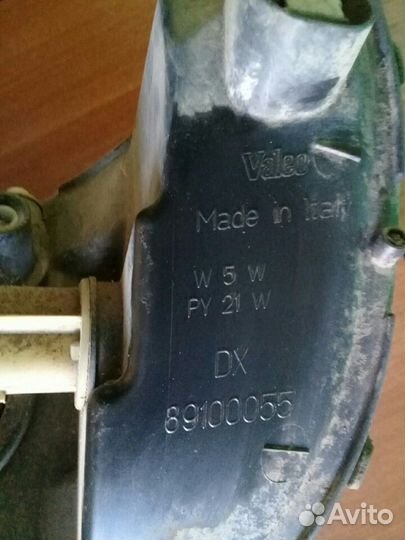 Valeo
Made in Italy
W 5 W
PY 21 W
DX
89100055
Avito